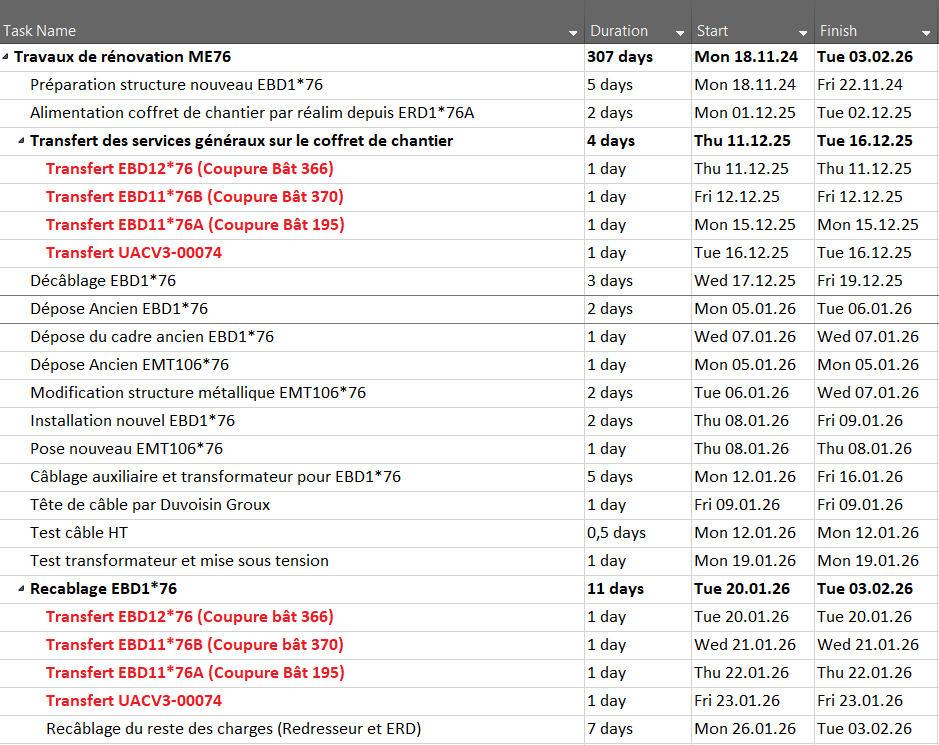 Task Name Duration Start Finish
Travaux de rénovation ME76 307 days Mon 18.11.24 Tue 03.02.26
Préparation structure nouveau EBD1*76 5 days Mon 18.11.24 Fri 22.11.24
Alimentation coffret de chantier par réalim depuis ERD1*76A 2 days Mon 01.12.25 Tue 02.12.25
Transfert des services généraux sur le coffret de chantier 4 days Thu 11.12.25 Tue 16.12.25
Transfert EBD12*76 (Coupure Bât 366) 1 day Thu 11.12.25 Thu 11.12.25
Transfert EBD11*76B (Coupure Bât 370) 1 day Fri 12.12.25 Fri 12.12.25
Transfert EBD11*76A (Coupure Bât 195) 1 day Mon 15.12.25 Mon 15.12.25
Transfert UACV3-00074 1 day Tue 16.12.25 Tue 16.12.25
Décâblage EBD1*76 3 days Wed 17.12.25 Fri 19.12.25
Dépose Ancien EBD1*76 2 days Mon 05.01.26 Tue 06.01.26
Dépose du cadre ancien EBD1*76 1 day Wed 07.01.26 Wed 07.01.26
Dépose Ancien EMT106*76 1 day Mon 05.01.26 Mon 05.01.26
Modification structure métallique EMT106*76 2 days Tue 06.01.26 Wed 07.01.26
Installation nouvel EBD1*76 2 days Thu 08.01.26 Fri 09.01.26
Pose nouveau EMT106*76 1 day Thu 08.01.26 Thu 08.01.26
Câblage auxiliaire et transformateur pour EBD1*76 5 days Mon 12.01.26 Fri 16.01.26
Tête de câble par Duvoisin Groux 1 day Fri 09.01.26 Fri 09.01.26
Test câble HT 0,5 days Mon 12.01.26 Mon 12.01.26
Test transformateur et mise sous tension 1 day Mon 19.01.26 Mon 19.01.26
Recablage EBD1*76 11 days Tue 20.01.26 Tue 03.02.26
Transfert EBD12*76 (Coupure bât 366) 1 day Tue 20.01.26 Tue 20.01.26
Transfert EBD11*76B (Coupure bât 370) 1 day Wed 21.01.26 Wed 21.01.26
Transfert EBD11*76A (Coupure Bât 195) 1 day Thu 22.01.26 Thu 22.01.26
Transfert UACV3-00074 1 day Fri 23.01.26 Fri 23.01.26
Recâblage du reste des charges (Redresseur et ERD) 7 days Mon 26.01.26 Tue 03.02.26